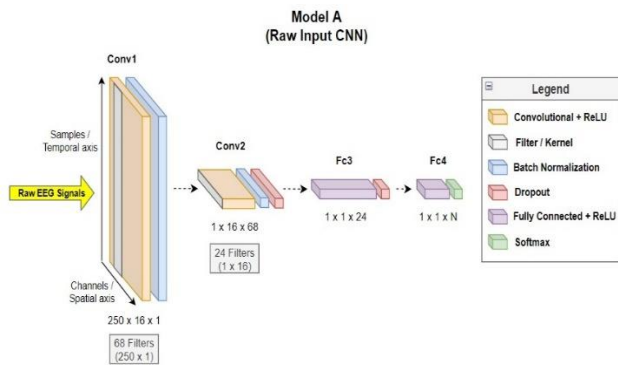 Model A
(Raw Input CNN)
Conv1
Samples /
Temporal axis
Raw EEG Signals
Channels /
Spatial axis
250 x 16 x 1
68 Filters
(250 x 1)
Conv2
1 x 16 x 68
24 Filters
(1 x 16)
Fc3
1 x 1 x 24
Fc4
1 x 1 x N
Legend
Convolutional + ReLU
Filter / Kernel
Batch Normalization
Dropout
Fully Connected + ReLU
Softmax